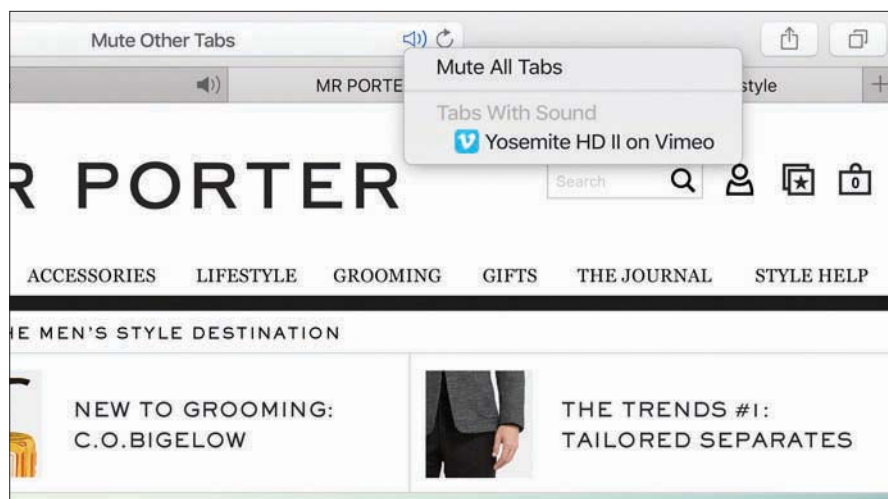 Mute Other Tabs
Mute All Tabs
MR PORTE
style
Tabs With Sound
Yosemite HD II on Vimeo
R PORTER
Search
0
ACCESSORIES LIFESTYLE GROOMING GIFTS THE JOURNAL STYLE HELP
HE MEN'S STYLE DESTINATION
NEW TO GROOMING:
C.O.BIGELOW
THE TRENDS #1:
TAILORED SEPARATES